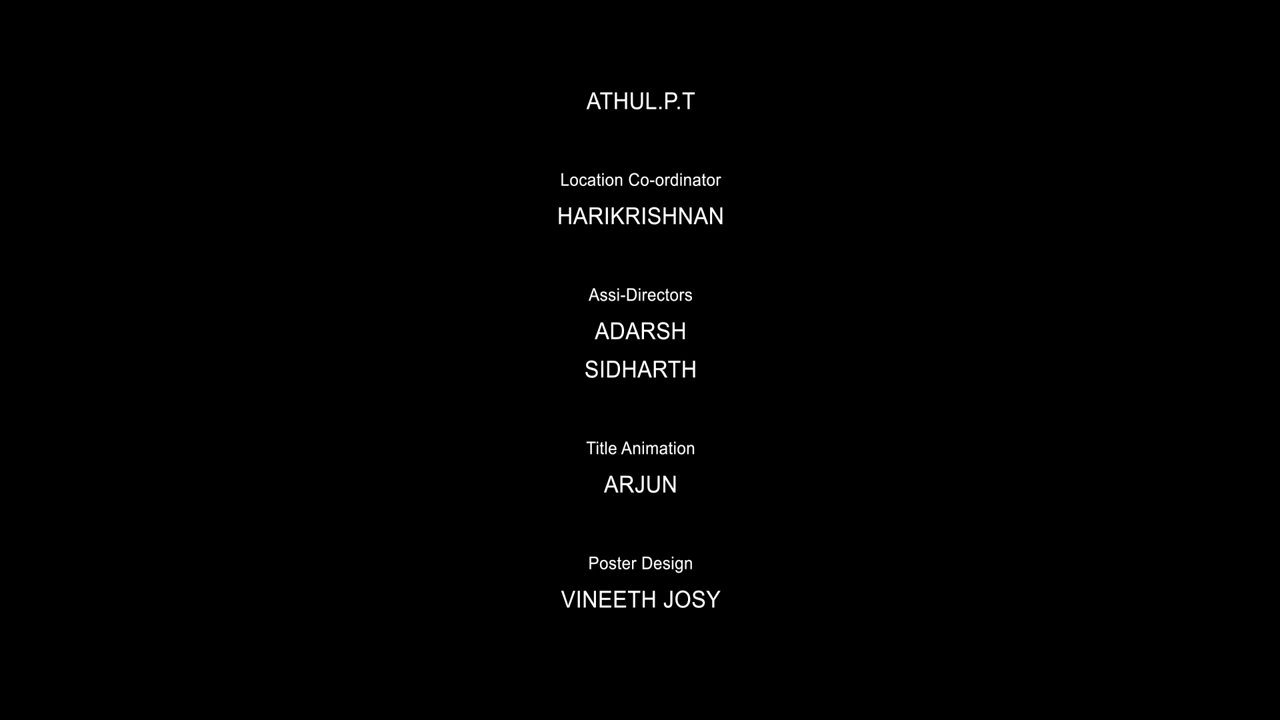 ATHUL.P.T
Location Co-ordinator
HARIKRISHNAN
Assi-Directors
ADARSH
SIDHARTH
Title Animation
ARJUN
Poster Design
VINEETH JOSY